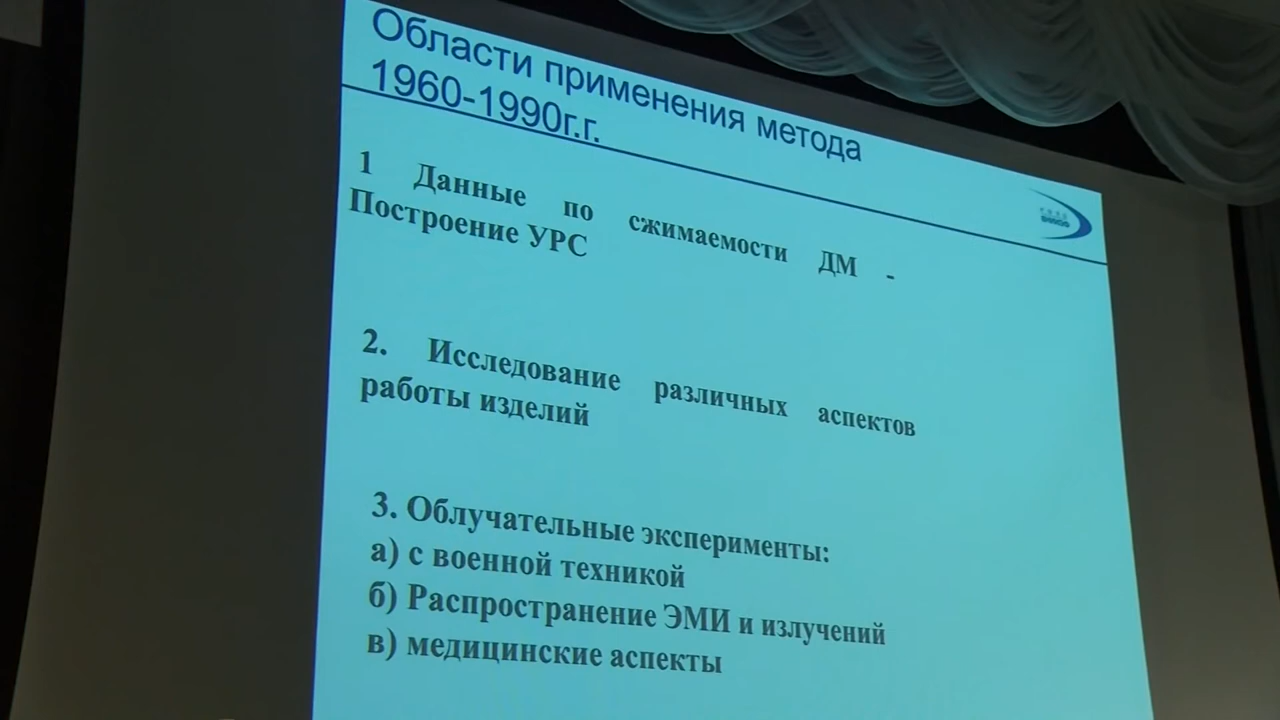 Области применения метода
1960-1990г.г.
1 Данные по сжимаемости ДМ -
Построение УРС
2. Исследование различных аспектов
работы изделий
3. Облучательные эксперименты:
а) с военной техникой
б) Распространение ЭМИ и излучений
в) медицинские аспекты